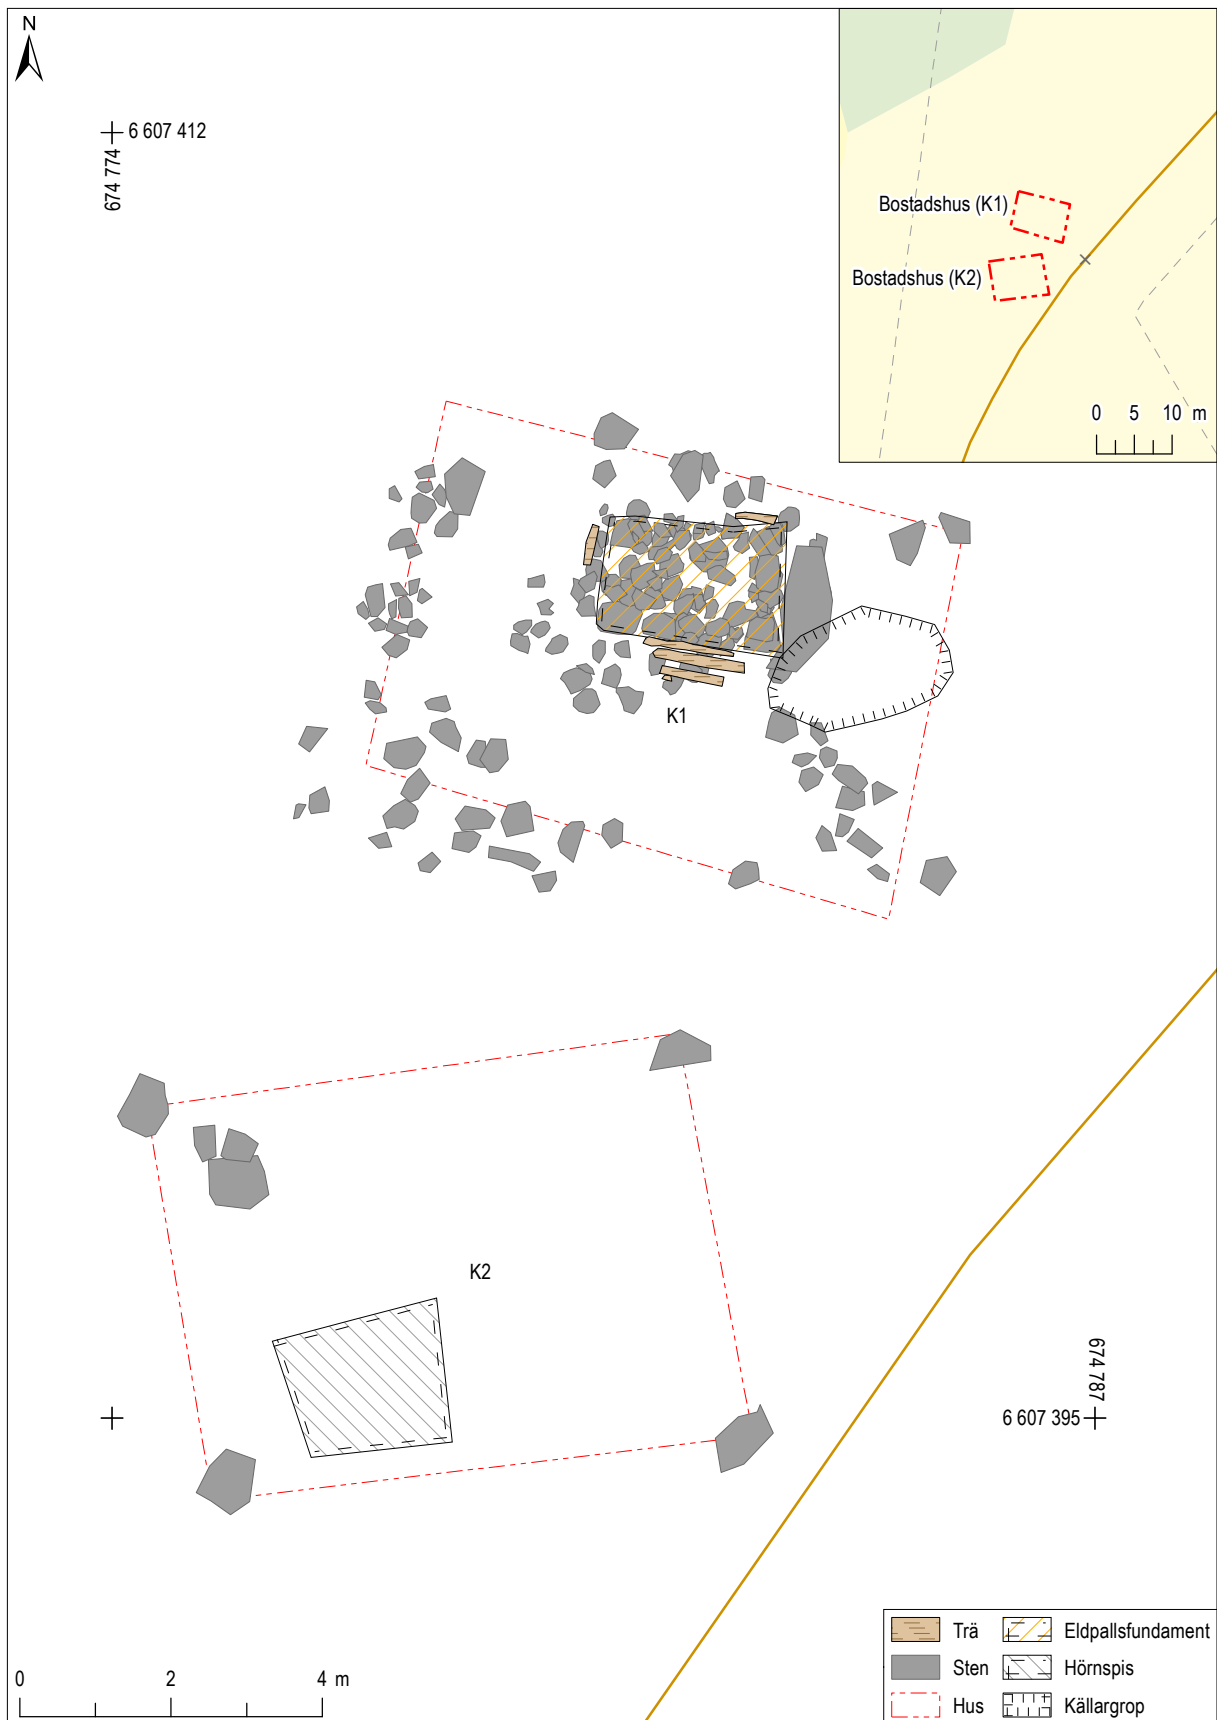 N
6 607 412
674 774
Bostadshus (K1)
Bostadshus (K2)
0 5 10 m
K1
K2
674 787
6 607 395
0 2 4 m
Trä
Eldpallsfundament
Sten
Hörnspis
Hus
Källargrop